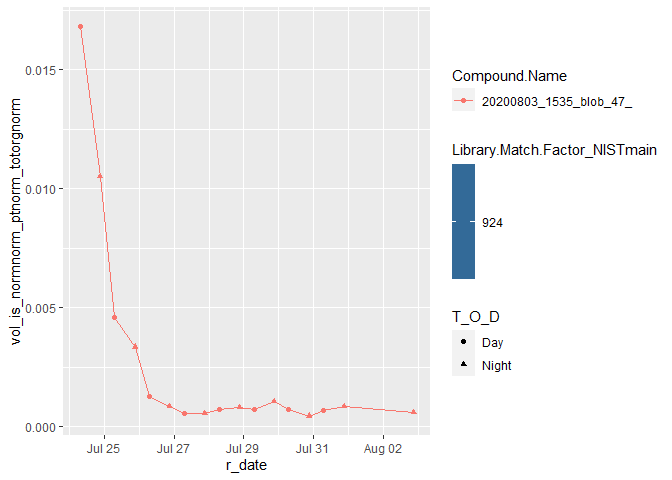 0.015
0.010
0.005
0.000
vol_is_normnorm_ptnorm_totorgnorm
Jul 25
Jul 27
Jul 29
Jul 31
Aug 02
r_date
Compound.Name
20200803_1535_blob_47_
Library.Match.Factor_NISTmain
924
T_O_D
Day
Night